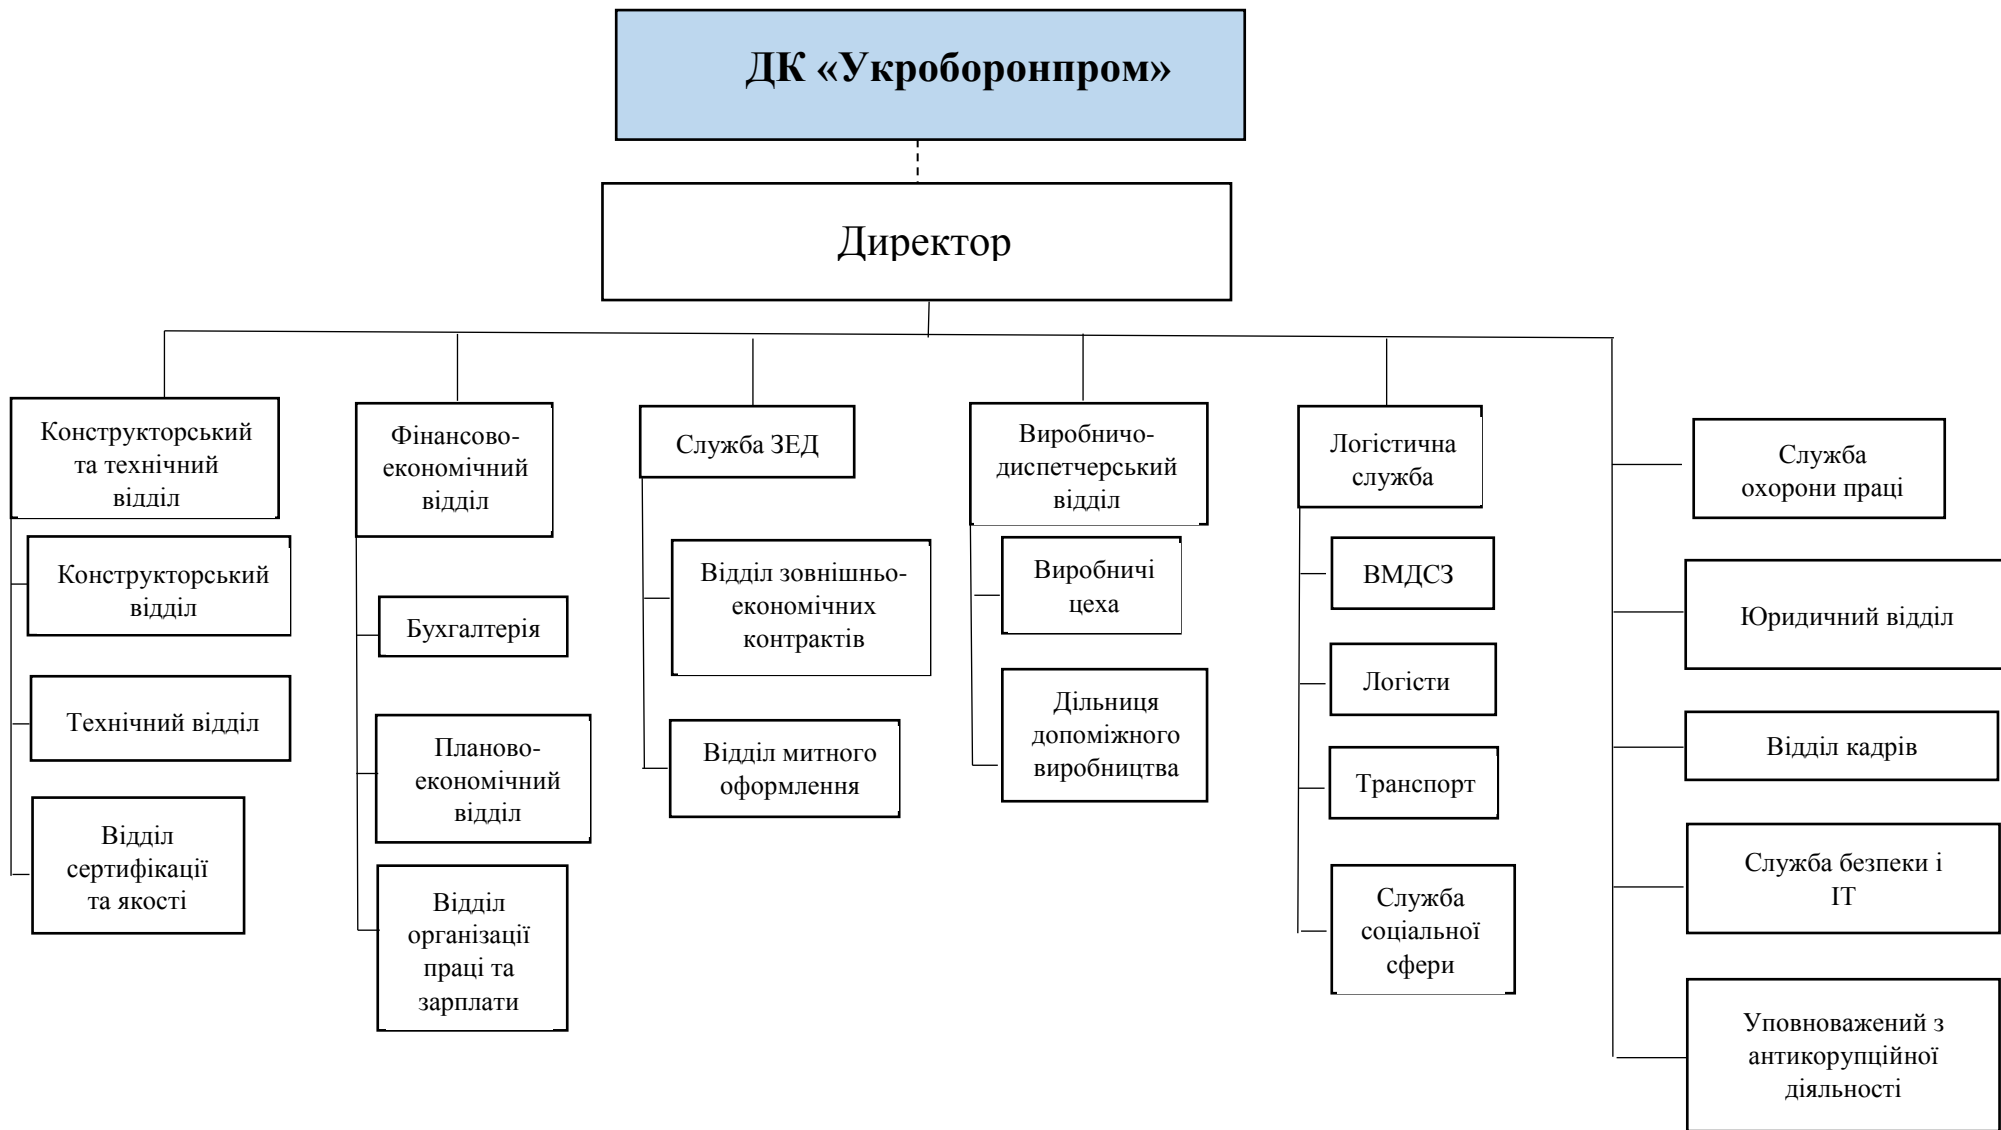 ДК «Укроборонпром»
Директор
Конструкторський
та технічний
відділ
Конструкторський
відділ
Технічний відділ
Відділ
сертифікації
та якості
Фінансово-
економічний
відділ
Бухгалтерія
Планово-
економічний
відділ
Відділ
організації
праці та
зарплати
Служба ЗЕД
Відділ зовнішньо-
економічних
контрактів
Відділ митного
оформлення
Виробничо-
диспетчерський
відділ
Виробничі
цеха
Дільниця
допоміжного
виробництва
Логістична
служба
ВМДСЗ
Логісти
Транспорт
Служба
соціальної
сфери
Служба
охорони праці
Юридичний відділ
Відділ кадрів
Служба безпеки і
ІТ
Уповноважений з
антикорупційної
діяльності